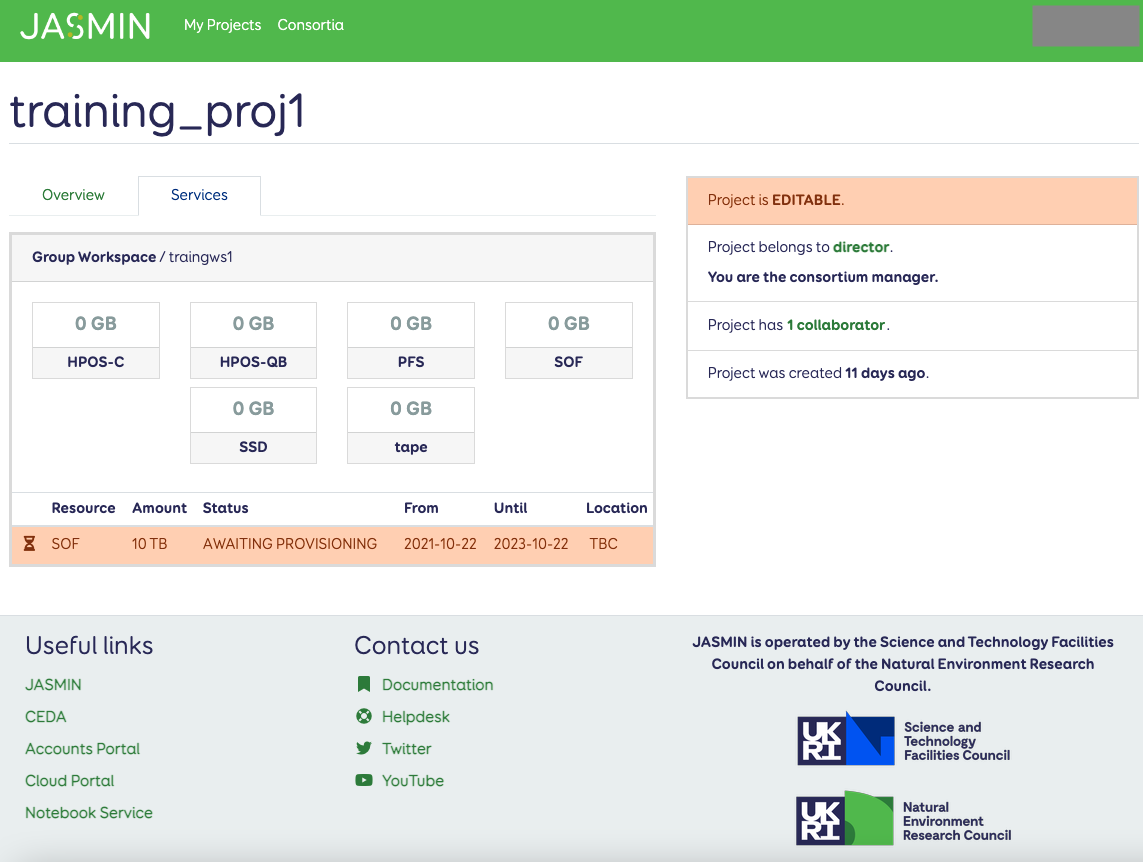 JASMIN
My Projects Consortia
training_proj1
Overview Services
Group Workspace / traingws1
0 GB
HPOS-C
0 GB
HPOS-QB
0 GB
PFS
0 GB
SOF
0 GB
SSD
0 GB
tape
Resource Amount Status From Until Location
SOF 10 TB AWAITING PROVISIONING 2021-10-22 2023-10-22 TBC
Project is EDITABLE.
Project belongs to director.
You are the consortium manager.
Project has 1 collaborator.
Project was created 11 days ago.
Useful links
JASMIN
CEDA
Accounts Portal
Cloud Portal
Notebook Service
Contact us
Documentation
Helpdesk
Twitter
YouTube
JASMIN is operated by the Science and Technology Facilities
Council on behalf of the Natural Environment Research
Council.
UK
RI
Science and
Technology
Facilities Council
UK
RI
Natural
Environment
Research Council